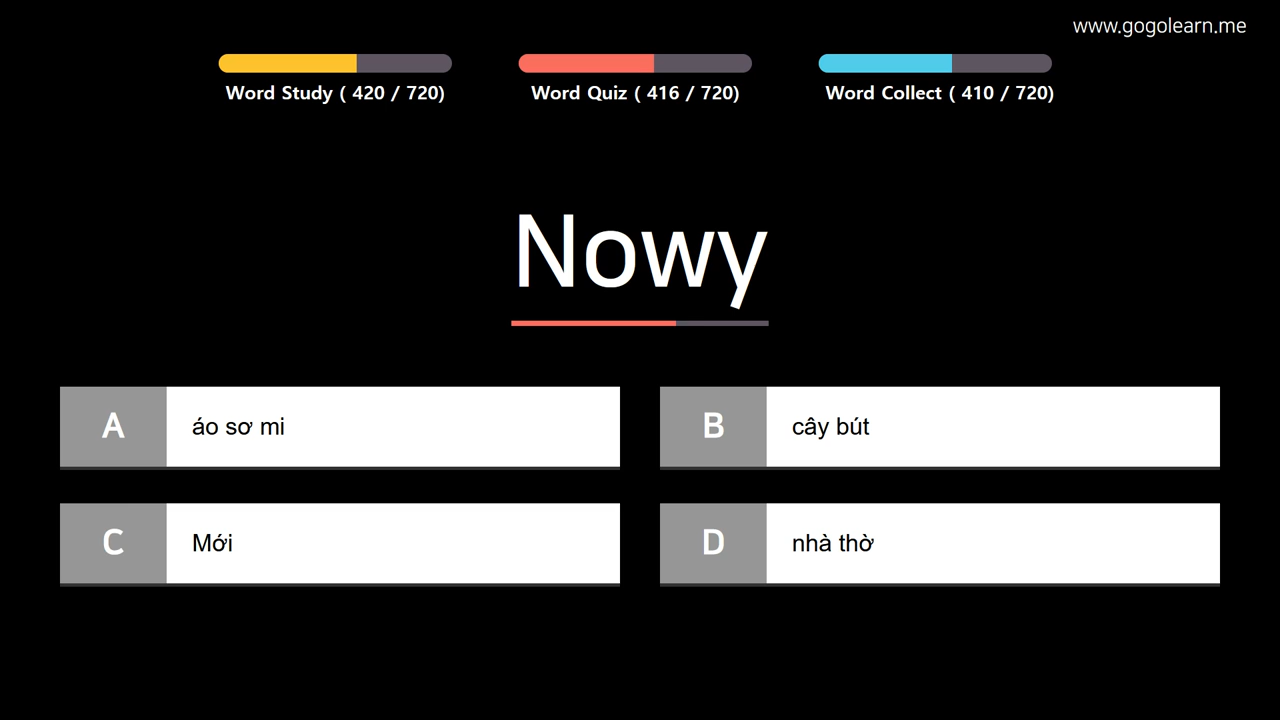 www.gogolearn.me
Word Study ( 420 / 720)
Word Quiz ( 416 / 720)
Word Collect ( 410 / 720)
Nowy
A
áo sơ mi
B
cây bút
C
Mới
D
nhà thờ